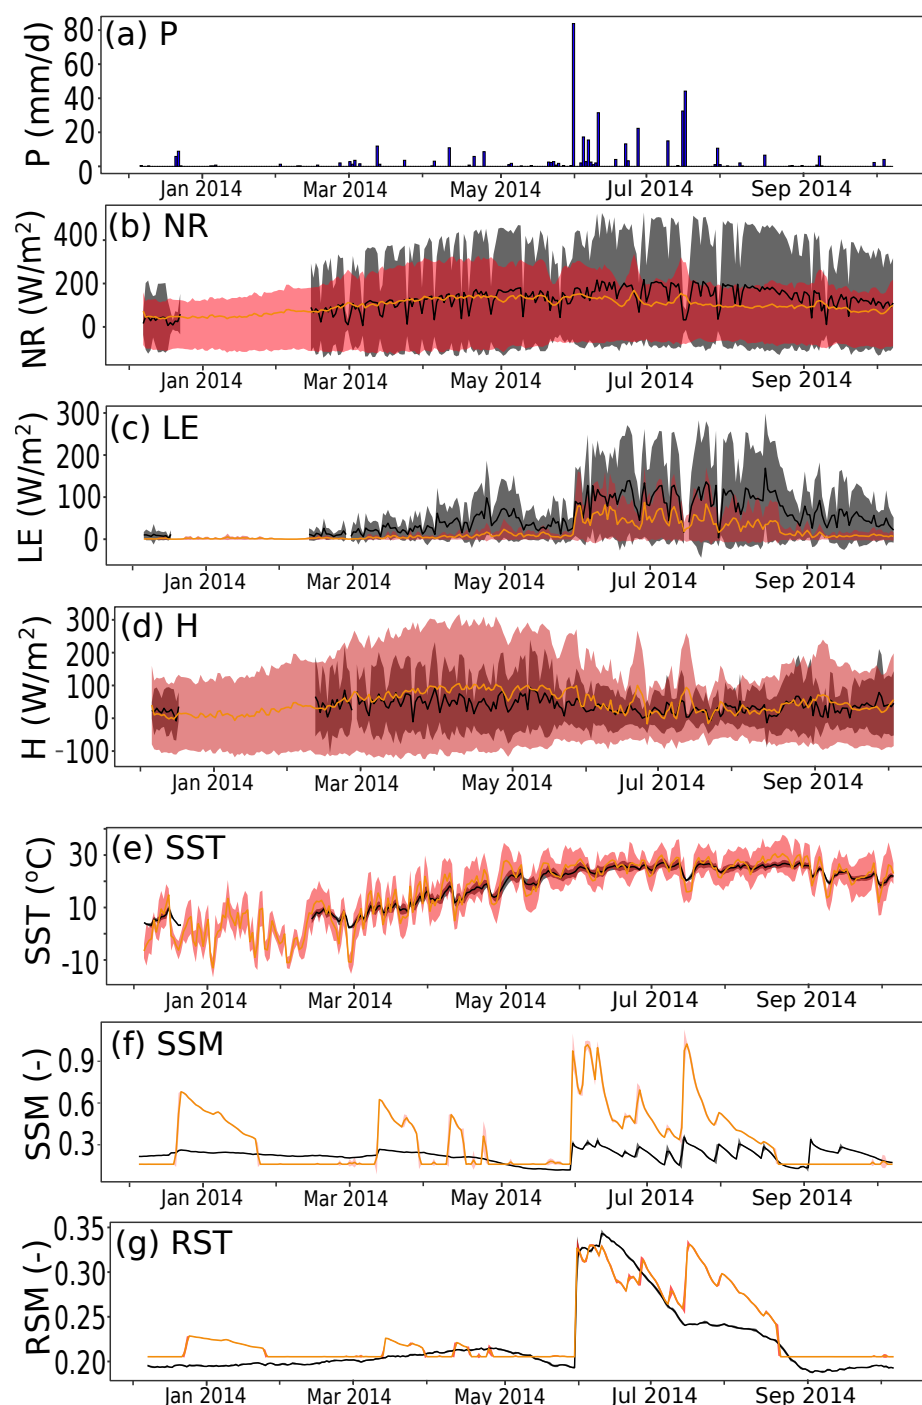 (a) P
P (mm/d)
80
60
40
20
0
Jan 2014 Mar 2014 May 2014 Jul 2014 Sep 2014
(b) NR
NR (W/m²)
400
200
0
Jan 2014 Mar 2014 May 2014 Jul 2014 Sep 2014
(c) LE
LE (W/m²)
300
200
100
0
Jan 2014 Mar 2014 May 2014 Jul 2014 Sep 2014
(d) H
H (W/m²)
300
200
100
0
-100
Jan 2014 Mar 2014 May 2014 Jul 2014 Sep 2014
(e) SST
SST (°C)
30
10
-10
Jan 2014 Mar 2014 May 2014 Jul 2014 Sep 2014
(f) SSM
SSM (-)
0.9
0.6
0.3
Jan 2014 Mar 2014 May 2014 Jul 2014 Sep 2014
(g) RST
RSM (-)
0.35
0.30
0.25
0.20
Jan 2014 Mar 2014 May 2014 Jul 2014 Sep 2014